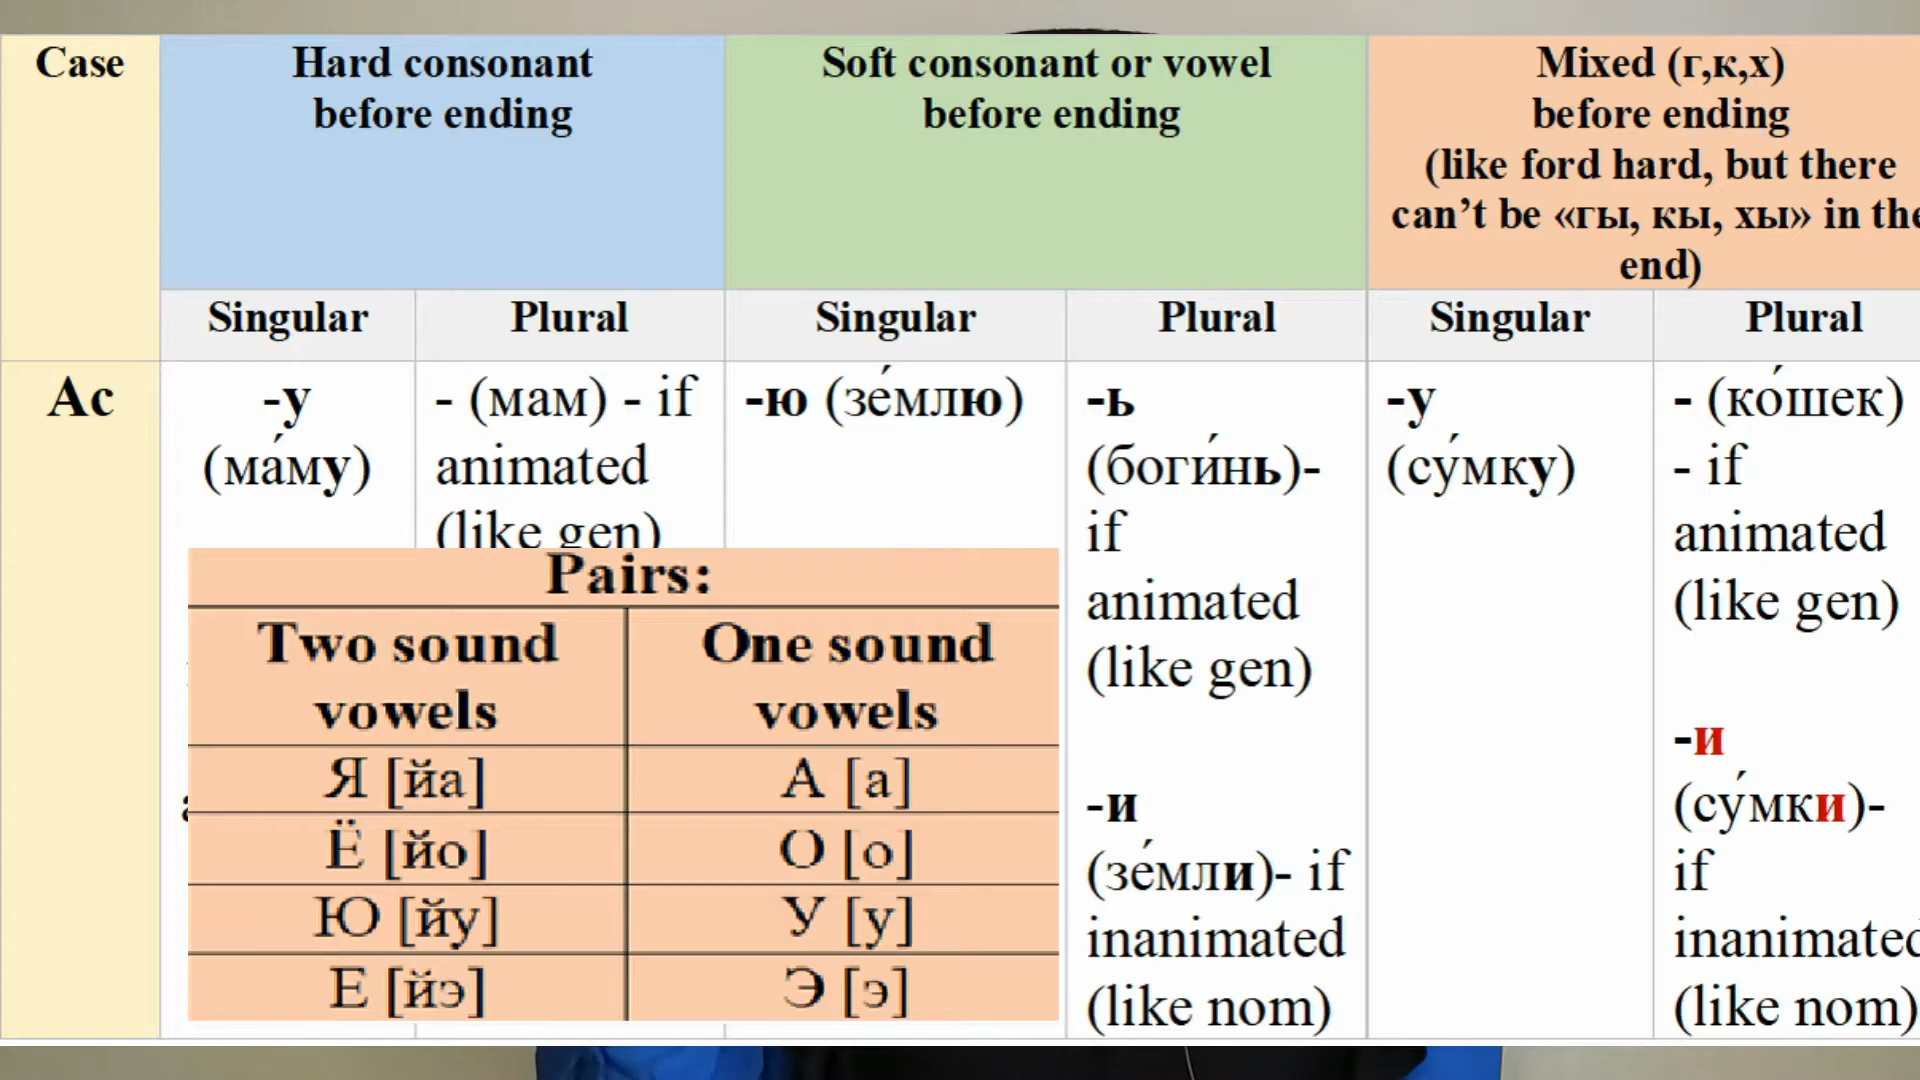 Case
Hard consonant
before ending
Soft consonant or vowel
before ending
Mixed (г,к,х)
before ending
(like ford hard, but there
can’t be «гы, кы, хы» in the
end)
Singular
Plural
Singular
Plural
Singular
Plural
Ac
-у
(ма́му)
- (мам) - if
animated
(like gen)
-ю (зе́млю)
-ь
(боги́нь)-
if
animated
(like gen)
-и
(зе́мли)- if
inanimated
(like nom)
-у
(су́мку)
- (ко́шек)
- if
animated
(like gen)
-и
(су́мки)-
if
inanimated
(like nom)
Pairs:
Two sound
vowels
One sound
vowels
Я [йа]
А [а]
Ё [йо]
О [о]
Ю [йу]
У [у]
Е [йэ]
Э [э]